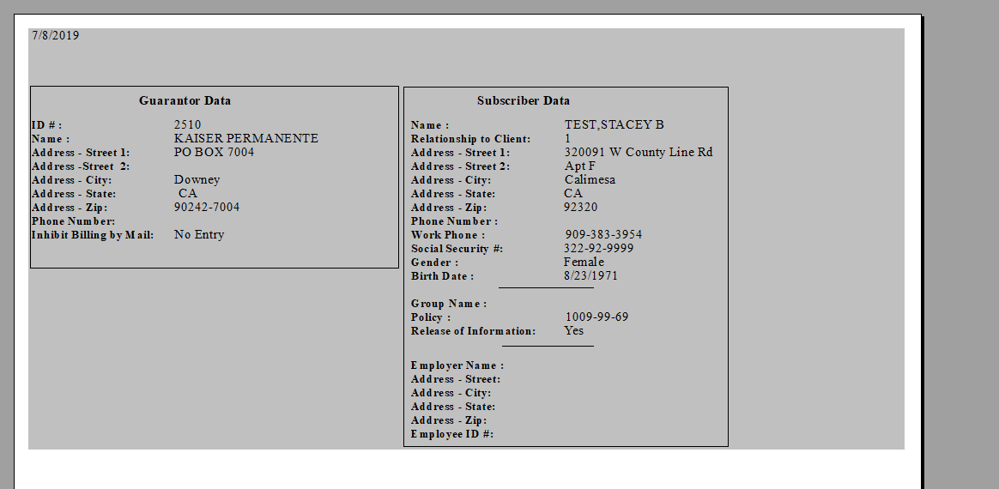 7/8/2019
Guarantor Data
ID # : 2510
Name : KAISER PERMANENTE
Address - Street 1: PO BOX 7004
Address -Street 2:
Address - City: Downey
Address - State: CA
Address - Zip: 90242-7004
Phone Number:
Inhibit Billing by Mail: No Entry
Subscriber Data
Name : TEST,STACEY B
Relationship to Client: 1
Address - Street 1: 320091 W County Line Rd
Address - Street 2: Apt F
Address - City: Calimesa
Address - State: CA
Address - Zip: 92320
Phone Number :
Work Phone : 909-383-3954
Social Security #: 322-92-9999
Gender : Female
Birth Date : 8/23/1971
Group Name :
Policy : 1009-99-69
Release of Information: Yes
Employer Name :
Address - Street:
Address - City:
Address - State:
Address - Zip:
Employee ID #: